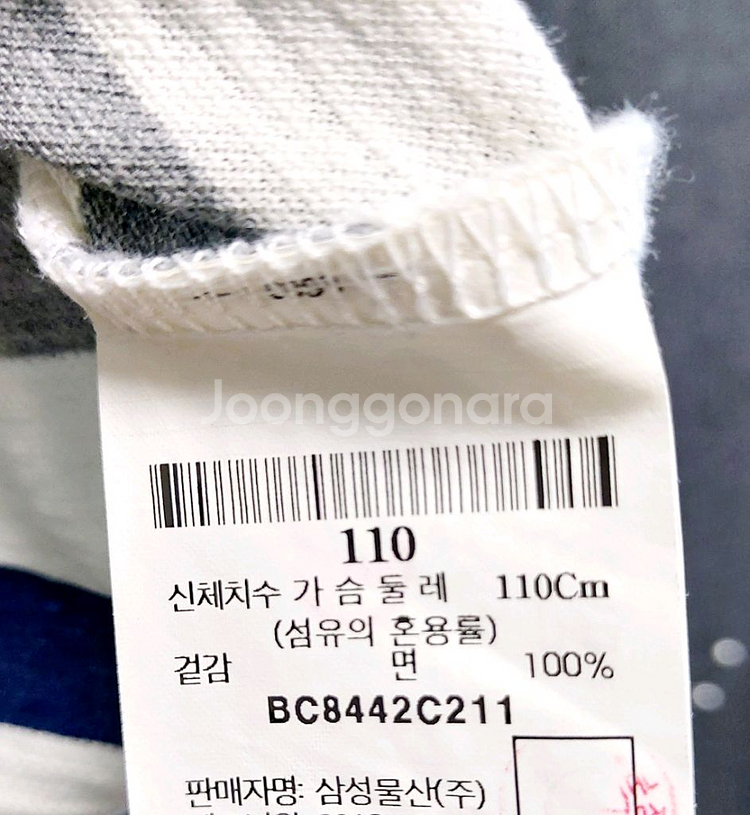 Joonggonara
110
신체치수 가 슴 둘 레 110Cm
(섬유의 혼용률)
겉감 면 100%
BC8442C211
판매자명: 삼성물산(주)